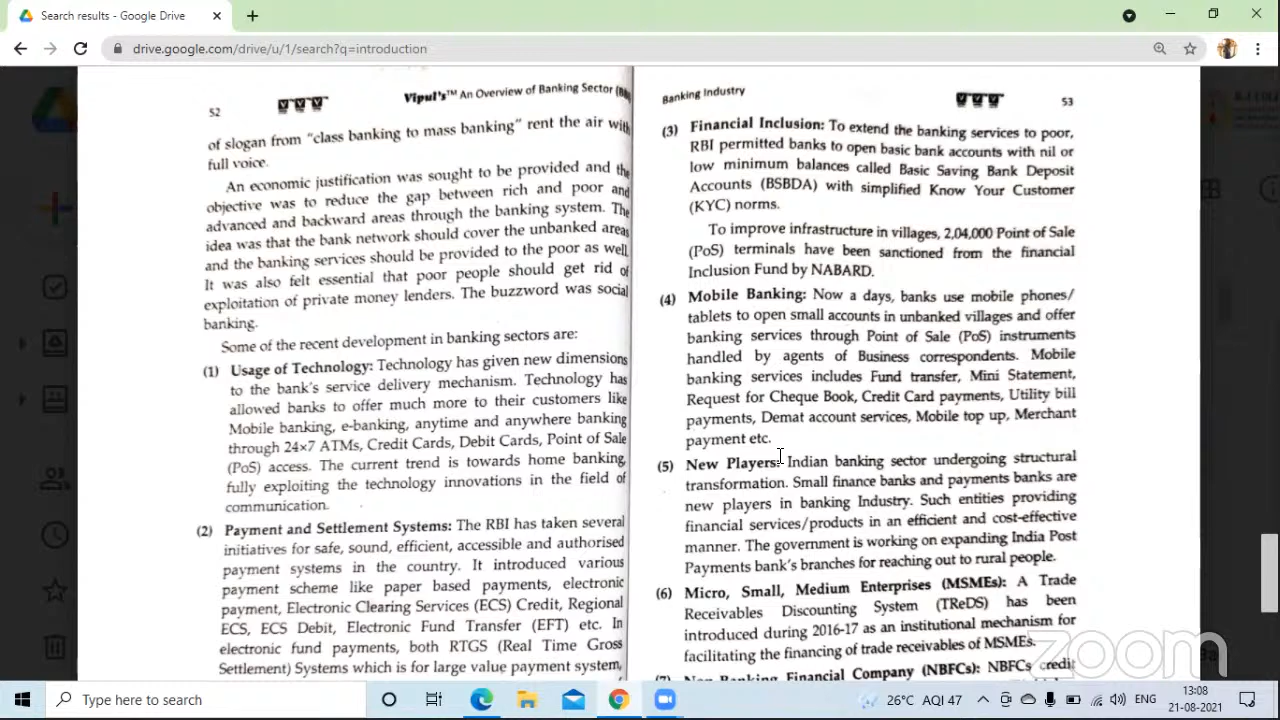 Search results - Google Drive
drive.google.com/drive/u/1/search?q=introduction
52
VVV
Vipul's™ An Overview of Banking Sector
of slogan from "class banking to mass banking" rent the air with
full voice.
An economic justification was sought to be provided and the
objective was to reduce the gap between rich and poor and
advanced and backward areas through the banking system. The
idea was that the bank network should cover the unbanked areas
and the banking services should be provided to the poor as well.
It was also felt essential that poor people should get rid of
exploitation of private money lenders. The buzzword was social
banking.
Some of the recent development in banking sectors are:
(1) Usage of Technology: Technology has given new dimensions
to the bank's service delivery mechanism. Technology has
allowed banks to offer much more to their customers like
Mobile banking, e-banking, anytime and anywhere banking
through 24×7 ATMs, Credit Cards, Debit Cards, Point of Sale
(PoS) access. The current trend is towards home banking,
fully exploiting the technology innovations in the field of
communication.
(2) Payment and Settlement Systems: The RBI has taken several
initiatives for safe, sound, efficient, accessible and authorised
payment systems in the country. It introduced various
payment scheme like paper based payments, electronic
payment, Electronic Clearing Services (ECS) Credit, Regional
ECS, ECS Debit, Electronic Fund Transfer (EFT) etc. In
electronic fund payments, both RTGS (Real Time Gross
Settlement) Systems which is for large value payment system,
Banking Industry
VVV
53
(3) Financial Inclusion: To extend the banking services to poor,
RBI permitted banks to open basic bank accounts with nil or
low minimum balances called Basic Saving Bank Deposit
Accounts (BSBDA) with simplified Know Your Customer
(KYC) norms.
To improve infrastructure in villages, 2,04,000 Point of Sale
(PoS) terminals have been sanctioned from the financial
Inclusion Fund by NABARD.
(4) Mobile Banking: Now a days, banks use mobile phones/
tablets to open small accounts in unbanked villages and offer
banking services through Point of Sale (PoS) instruments
handled by agents of Business correspondents. Mobile
banking services includes Fund transfer, Mini Statement,
Request for Cheque Book, Credit Card payments, Utility bill
payments, Demat account services, Mobile top up, Merchant
payment etc.
(5) New Players: Indian banking sector undergoing structural
transformation. Small finance banks and payments banks are
new players in banking Industry. Such entities providing
financial services/products in an efficient and cost-effective
manner. The government is working on expanding India Post
Payments bank's branches for reaching out to rural people.
(6) Micro, Small, Medium Enterprises (MSMEs): A Trade
Receivables Discounting System (TReDS) has been
introduced during 2016-17 as an institutional mechanism for
facilitating the financing of trade receivables of MSMEs.
Banking Financial Company (NBFCs): NBFCs credit
zoom
Type here to search
26°C AQI 47
ENG
13:08
21-08-2021